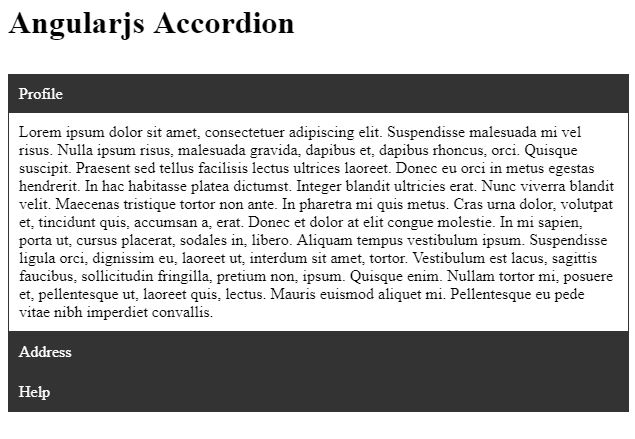 Angularjs Accordion
Profile
Lorem ipsum dolor sit amet, consectetuer adipiscing elit. Suspendisse malesuada mi vel
risus. Nulla ipsum risus, malesuada gravida, dapibus et, dapibus rhoncus, orci. Quisque
suscipit. Praesent sed tellus facilisis lectus ultrices laoreet. Donec eu orci in metus egestas
hendrerit. In hac habitasse platea dictumst. Integer blandit ultricies erat. Nunc viverra blandit
velit. Maecenas tristique tortor non ante. In pharetra mi quis metus. Cras urna dolor, volutpat
et, tincidunt quis, accumsan a, erat. Donec et dolor at elit congue molestie. In mi sapien,
porta ut, cursus placerat, sodales in, libero. Aliquam tempus vestibulum ipsum. Suspendisse
ligula orci, dignissim eu, laoreet ut, interdum sit amet, tortor. Vestibulum est lacus, sagittis
faucibus, sollicitudin fringilla, pretium non, ipsum. Quisque enim. Nullam tortor mi, posuere
et, pellentesque ut, laoreet quis, lectus. Mauris euismod aliquet mi. Pellentesque eu pede
vitae nibh imperdiet convallis.
Address
Help